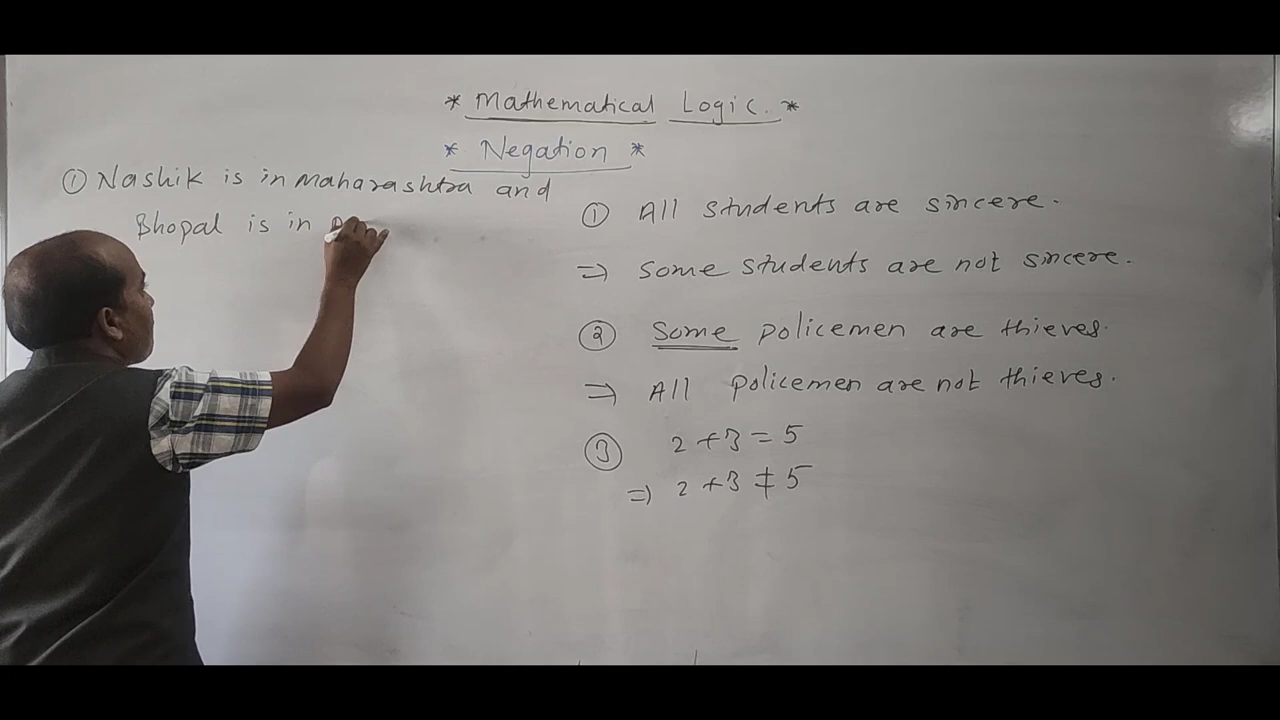 * Mathematical Logic. *
* Negation *
① Nashik is in Maharashtra and
Bhopal is in
① All students are sincere.
=> Some students are not sincere.
② Some policemen are thieves.
=> All policemen are not thieves.
③ 2 + 3 = 5
=> 2 + 3 ≠ 5